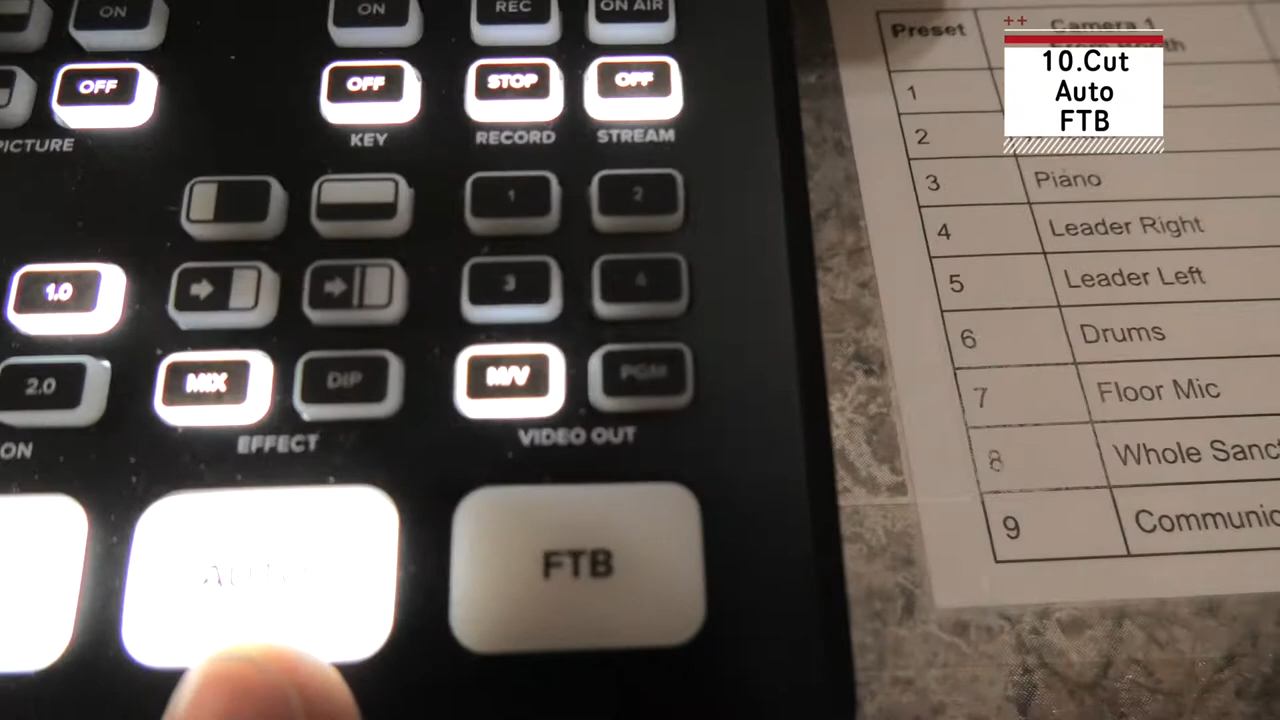 ON
ON
REC
ON AIR
OFF
OFF
STOP
OFF
PICTURE
KEY
RECORD
STREAM
1
2
1.0
3
4
2.0
MIX
DIP
M/V
PGM
ON
EFFECT
VIDEO OUT
AUTO
FTB
Preset
Camera 1
1
2
3 Piano
4 Leader Right
5 Leader Left
6 Drums
7 Floor Mic
8 Whole Sanct
9 Communic
++
10.Cut
Auto
FTB